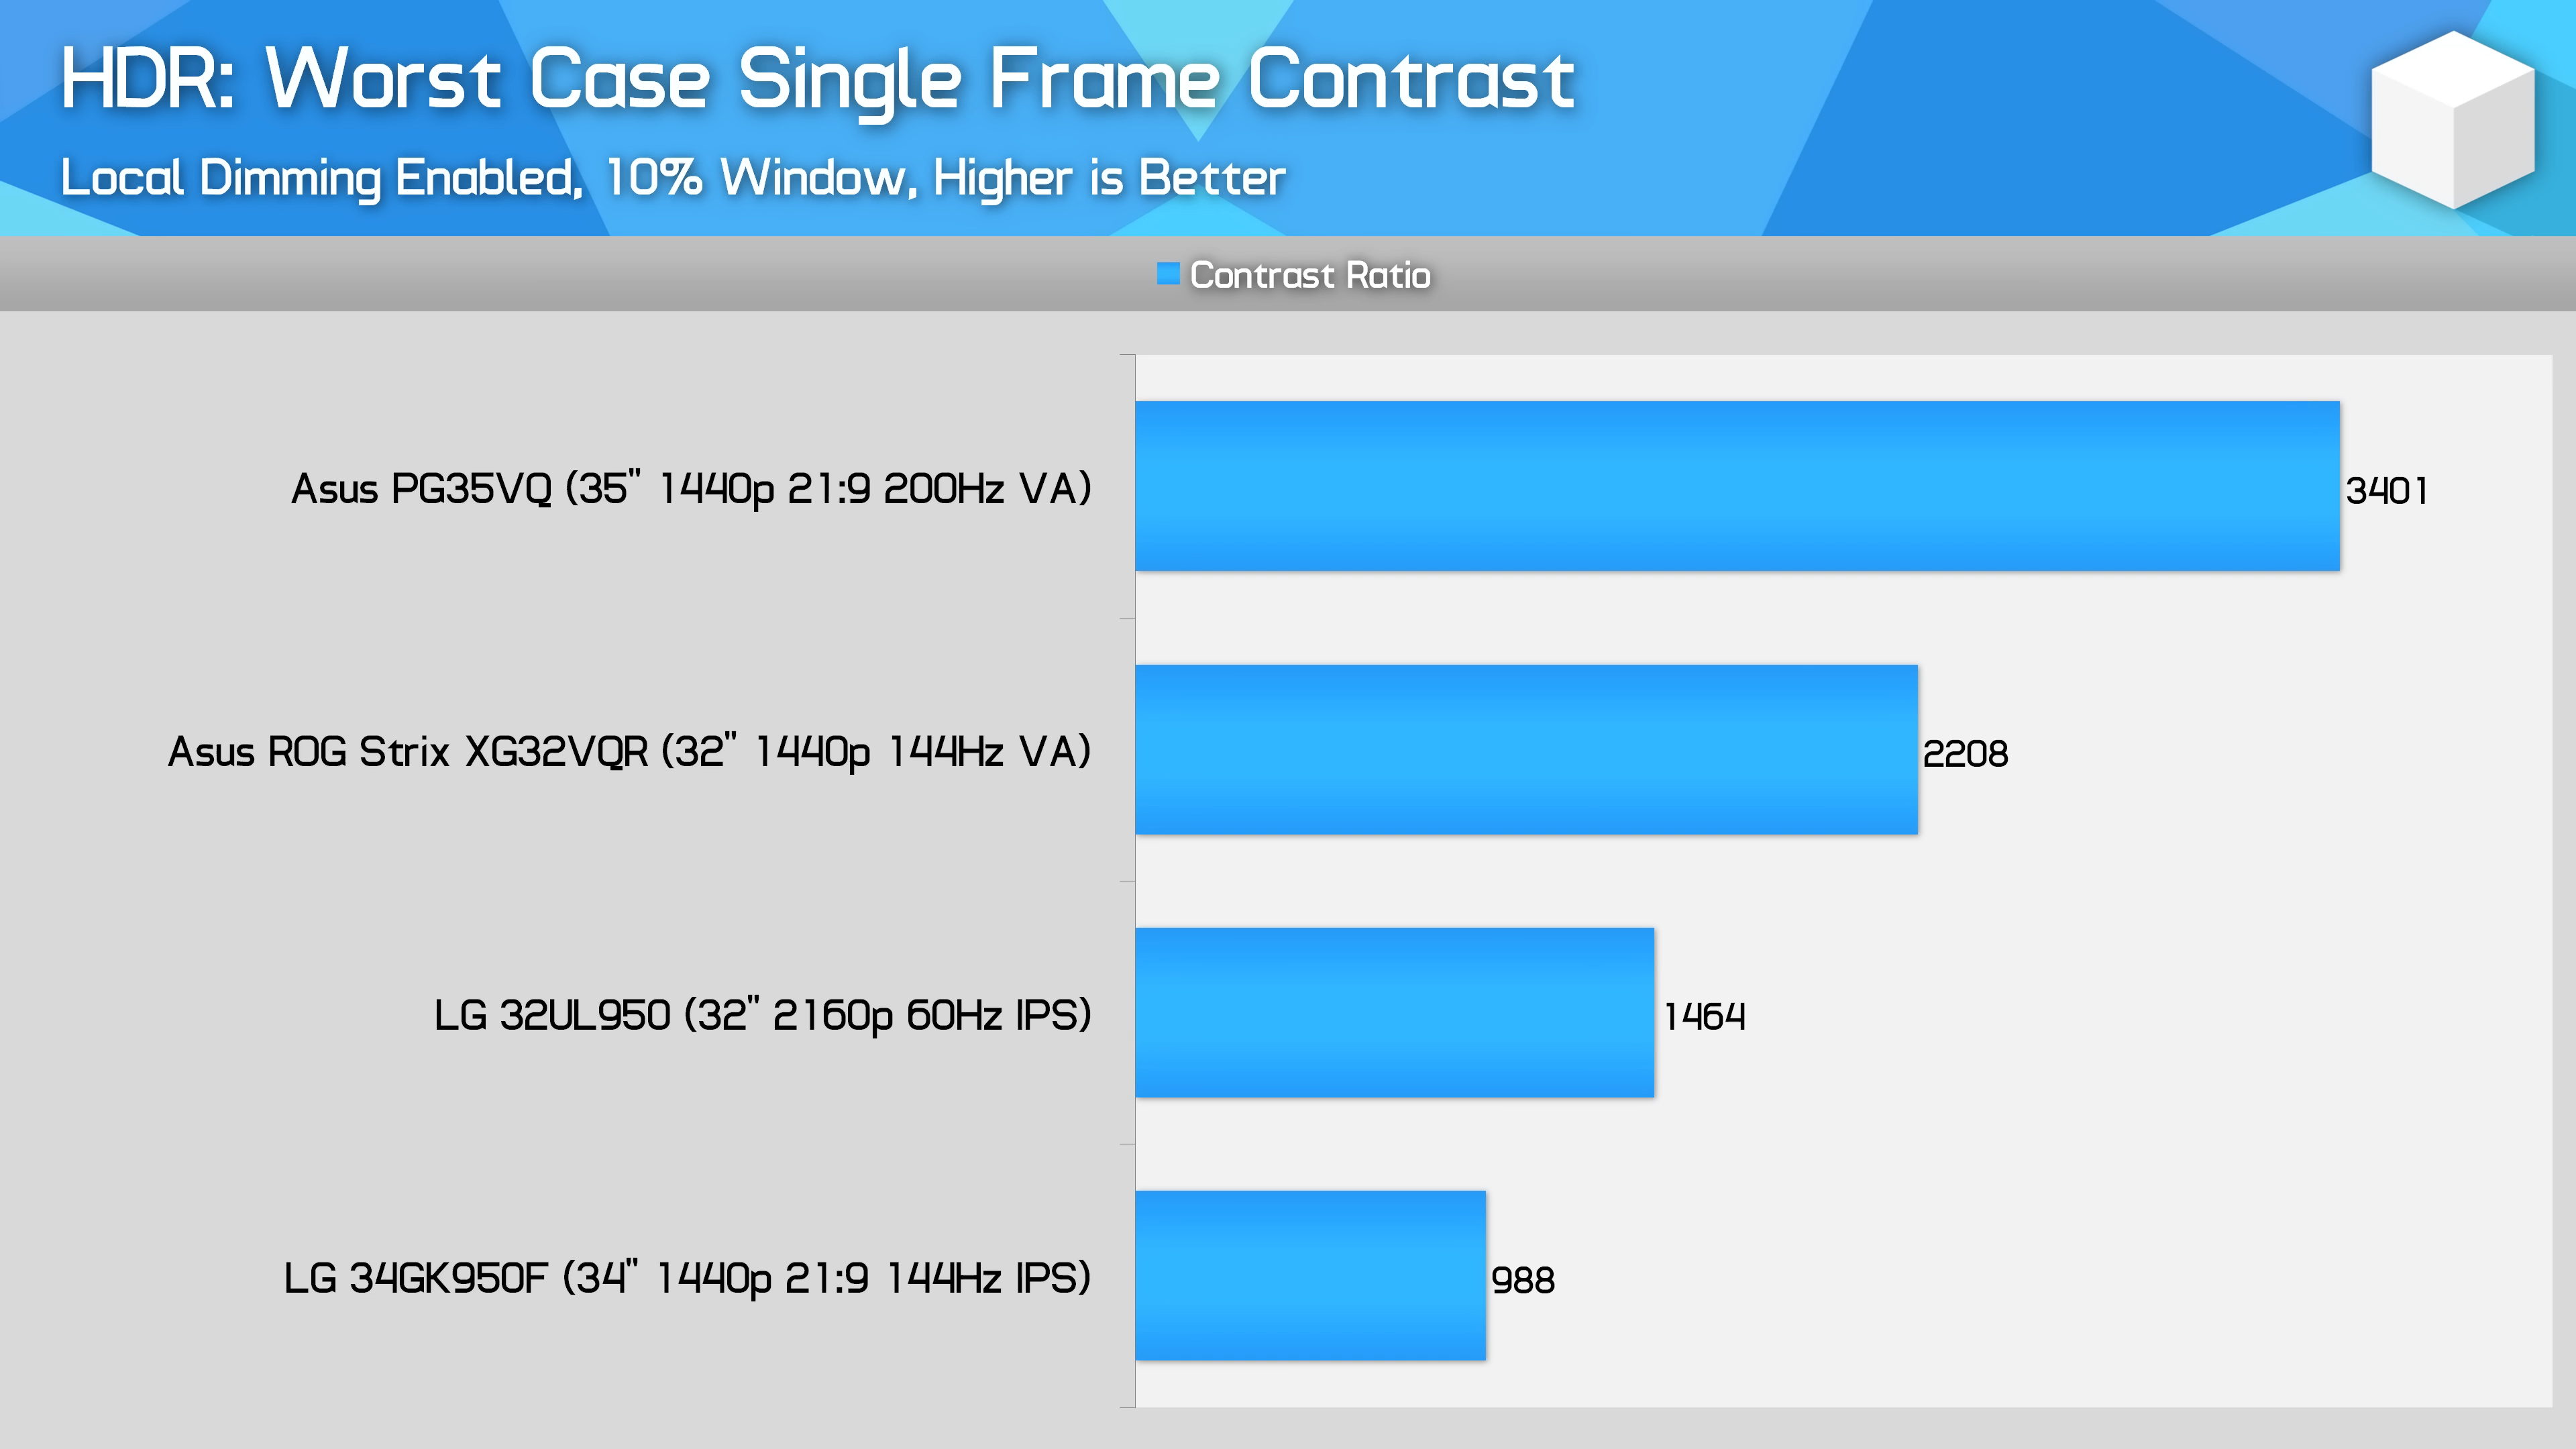 HDR: Worst Case Single Frame Contrast
Local Dimming Enabled, 10% Window, Higher is Better
Contrast Ratio
Asus PG35VQ (35" 1440p 21:9 200Hz VA)
3401
Asus ROG Strix XG32VQR (32" 1440p 144Hz VA)
2208
LG 32UL950 (32" 2160p 60Hz IPS)
1464
LG 34GK950F (34" 1440p 21:9 144Hz IPS)
988